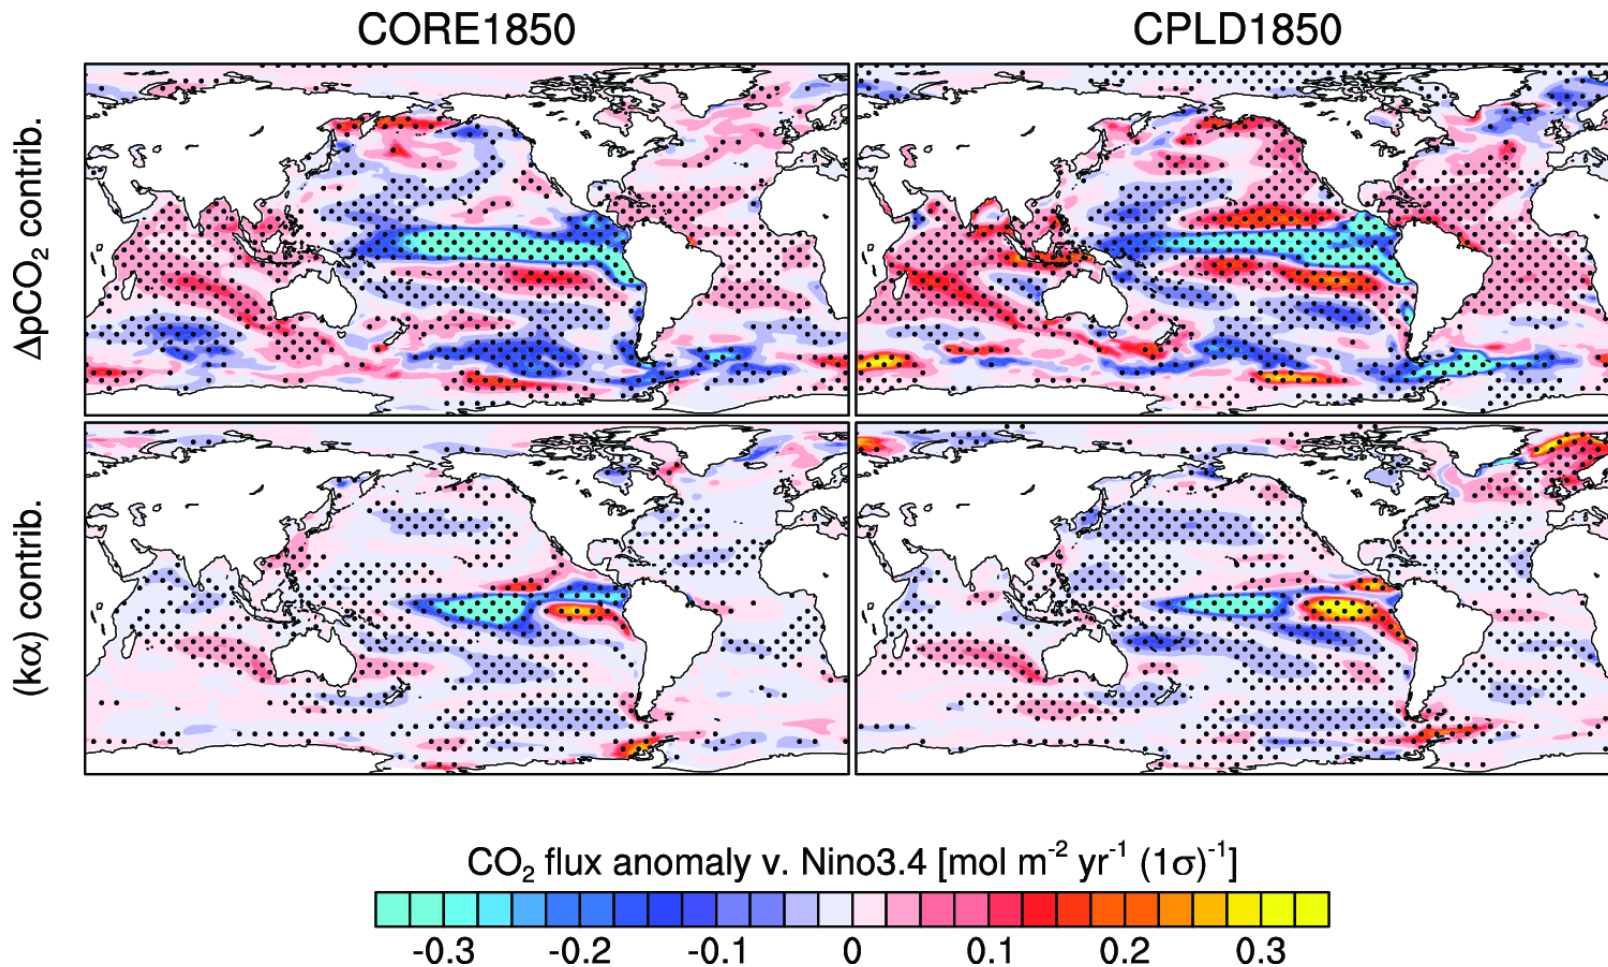 CORE1850
CPLD1850
ΔpCO₂ contrib.
(kα) contrib.
CO₂ flux anomaly v. Nino3.4 [mol m⁻² yr⁻¹ (1σ)⁻¹]
-0.3 -0.2 -0.1 0 0.1 0.2 0.3